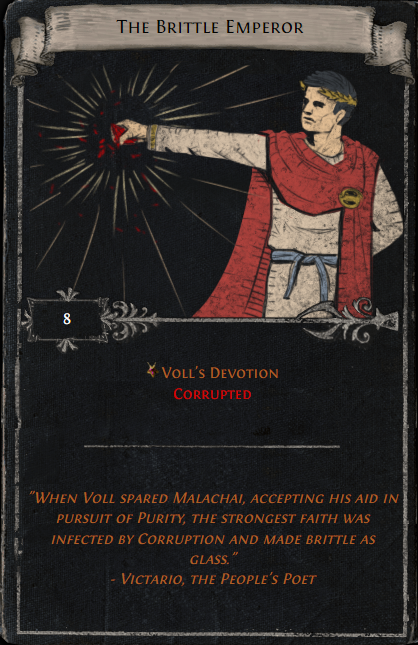 The Brittle Emperor
8
Voll's Devotion
Corrupted
"When Voll spared Malachai, accepting his aid in
pursuit of Purity, the strongest faith was
infected by Corruption and made brittle as
glass."
- Victario, the People's Poet